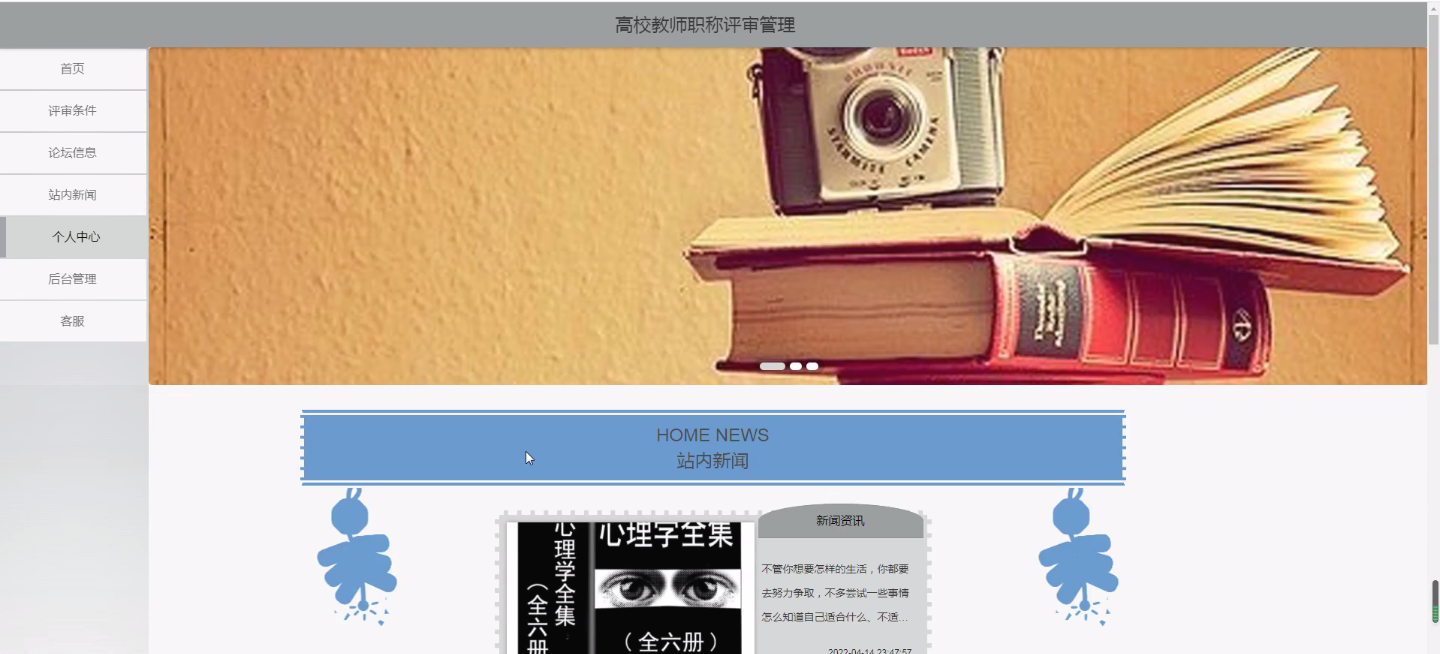 高校教师职称评审管理
首页
评审条件
论坛信息
站内新闻
个人中心
后台管理
客服
BROWNIE
STARMITE CAMERA
HOME NEWS
站内新闻
心理学全集
（全六册
心理学全集
（全六册）
新闻资讯
不管你想要怎样的生活，你都要
去努力争取，不多尝试一些事情
怎么知道自己适合什么、不适...
2022-04-14 23:47:57